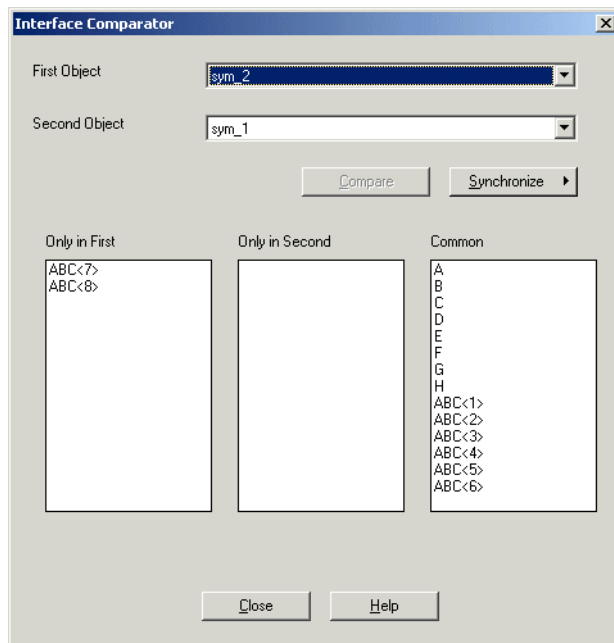 Interface Comparator
First Object
sym_2
Second Object
sym_1
Compare
Synchronize
Only in First
Only in Second
Common
ABC<7>
ABC<8>
A
B
C
D
E
F
G
H
ABC<1>
ABC<2>
ABC<3>
ABC<4>
ABC<5>
ABC<6>
Close
Help